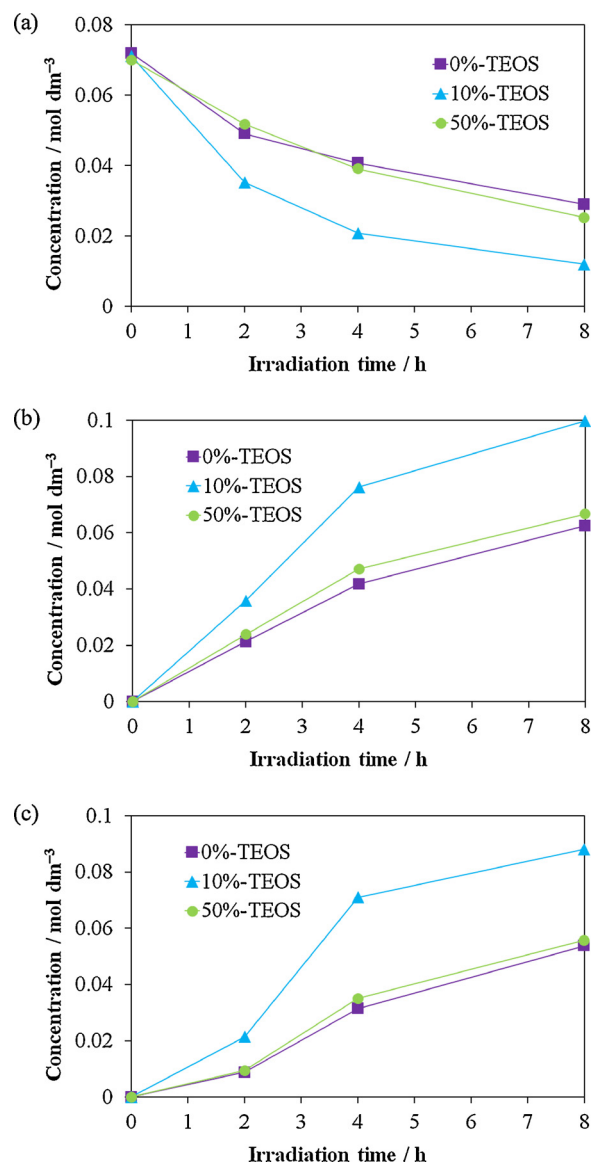 (a)
0.08
0.06
0.04
0.02
0
Concentration / mol dm⁻³
0%-TEOS
10%-TEOS
50%-TEOS
0 1 2 3 4 5 6 7 8
Irradiation time / h
(b)
0.1
0.08
0.06
0.04
0.02
0
Concentration / mol dm⁻³
0%-TEOS
10%-TEOS
50%-TEOS
0 1 2 3 4 5 6 7 8
Irradiation time / h
(c)
0.1
0.08
0.06
0.04
0.02
0
Concentration / mol dm⁻³
0%-TEOS
10%-TEOS
50%-TEOS
0 1 2 3 4 5 6 7 8
Irradiation time / h